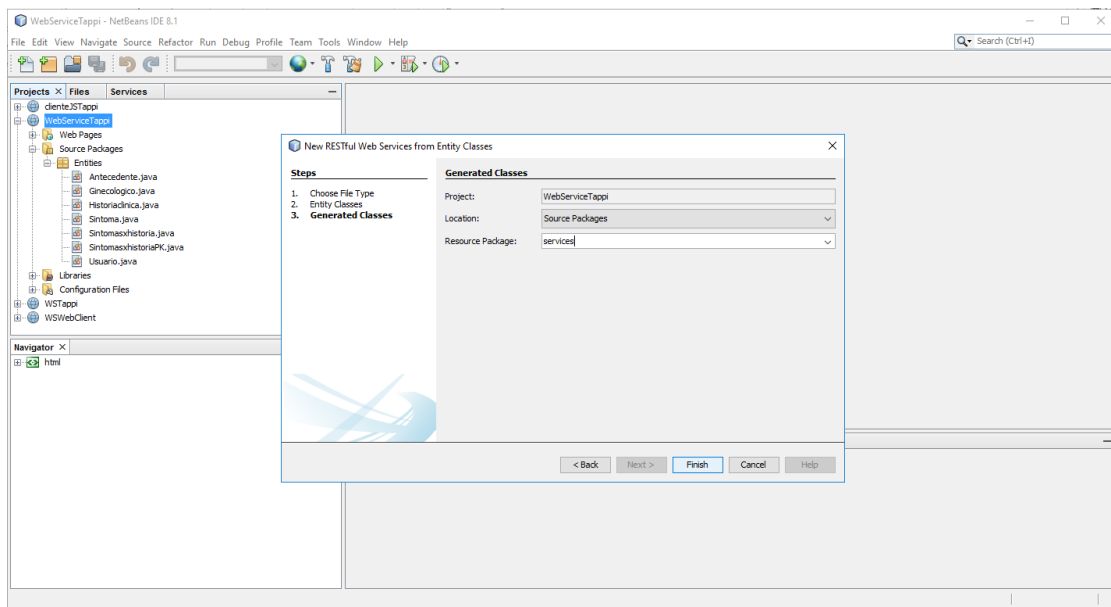 WebServiceTappi - NetBeans IDE 8.1
File Edit View Navigate Source Refactor Run Debug Profile Team Tools Window Help
Search (Ctrl+I)
Projects Files Services
clienteJSTappi
WebServiceTappi
Web Pages
Source Packages
Entities
Antecedente.java
Ginecologico.java
Historiaclinica.java
Sintoma.java
Sintomasxhistoria.java
SintomasxhistoriaPK.java
Usuario.java
Libraries
Configuration Files
WSTappi
WSWebClient
Navigator
html
New RESTful Web Services from Entity Classes
Steps
1. Choose File Type
2. Entity Classes
3. Generated Classes
Generated Classes
Project: WebServiceTappi
Location: Source Packages
Resource Package: services
< Back Next > Finish Cancel Help